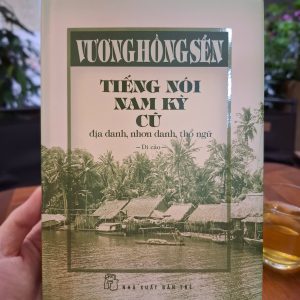 VƯƠNG HỒNG SỂN
TIẾNG NÓI
NAM KỲ
CŨ
địa danh, nhơn danh, thổ ngữ
- Di cảo -
NHÀ XUẤT BẢN TRẺ